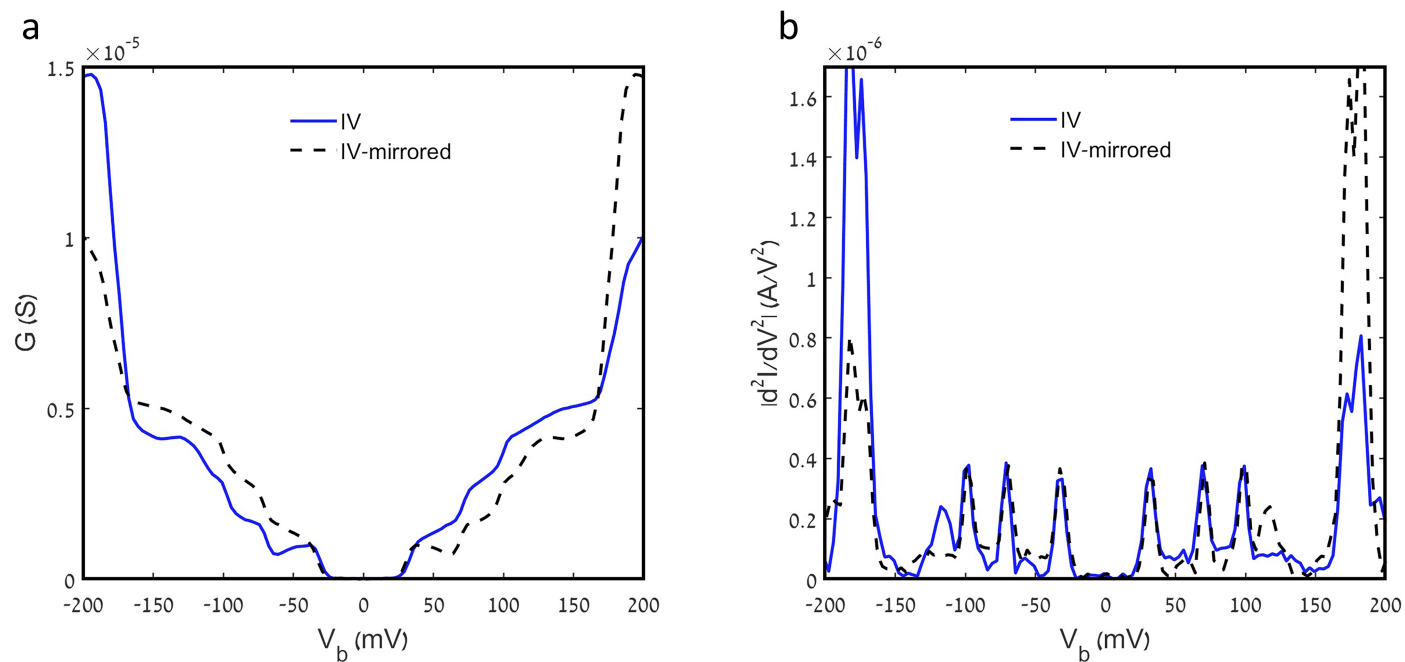 a
×10⁻⁵
1.5
1
0.5
0
G (S)
IV
IV-mirrored
-200 -150 -100 -50 0 50 100 150 200
V_b (mV)
b
×10⁻⁶
1.6
1.4
1.2
1
0.8
0.6
0.4
0.2
0
|d²I/dV²| (A/V²)
IV
IV-mirrored
-200 -150 -100 -50 0 50 100 150 200
V_b (mV)